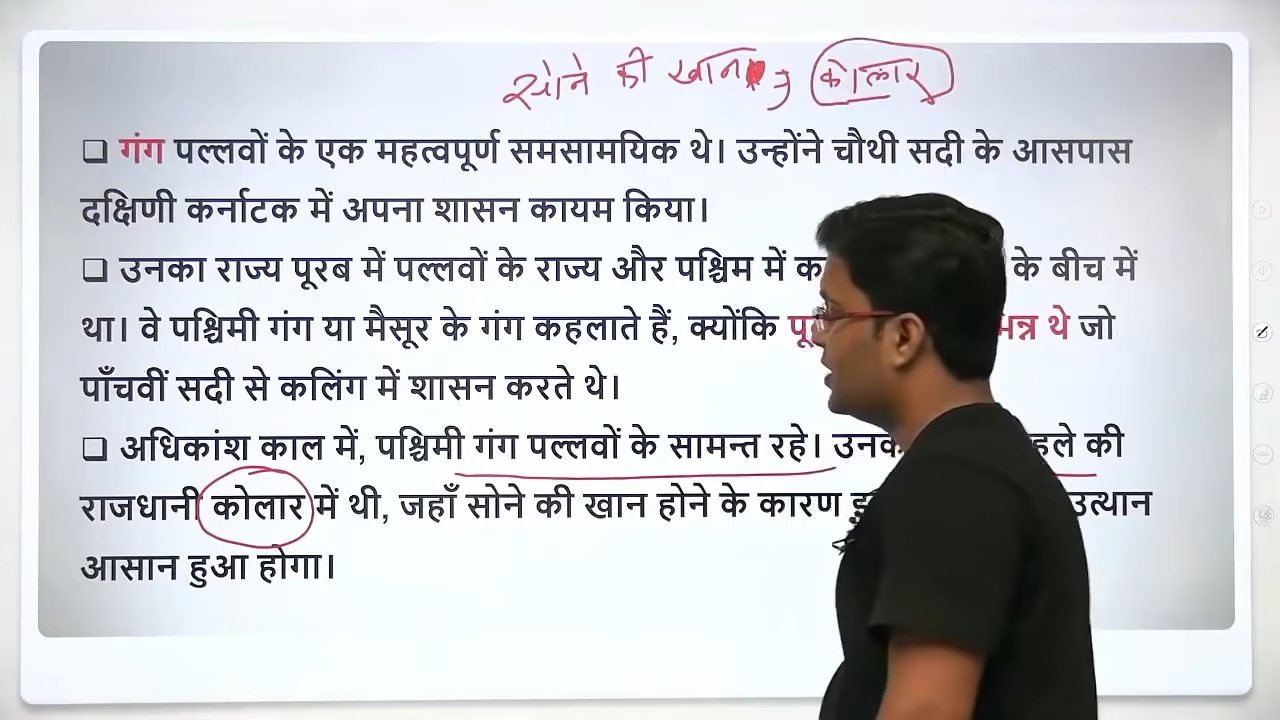 सोने की खान कोलार
❑ गंग पल्लवों के एक महत्वपूर्ण समसामयिक थे। उन्होंने चौथी सदी के आसपास
दक्षिणी कर्नाटक में अपना शासन कायम किया।
❑ उनका राज्य पूरब में पल्लवों के राज्य और पश्चिम में के बीच में
था। वे पश्चिमी गंग या मैसूर के गंग कहलाते हैं, क्योंकि थे जो
पाँचवीं सदी से कलिंग में शासन करते थे।
❑ अधिकांश काल में, पश्चिमी गंग पल्लवों के सामन्त रहे। की
राजधानी कोलार में थी, जहाँ सोने की खान होने के कारण उत्थान
आसान हुआ होगा।